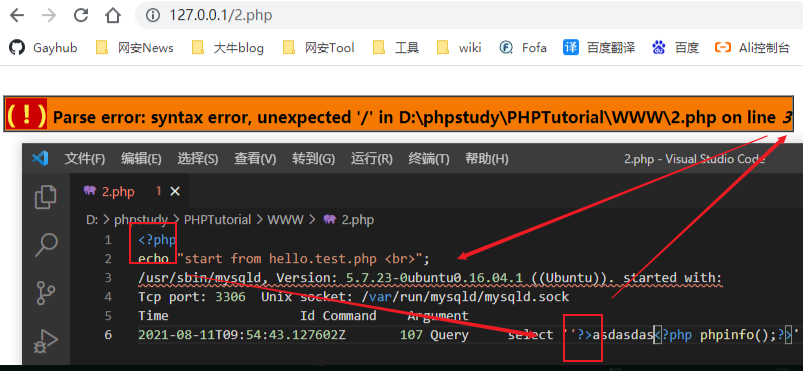 127.0.0.1/2.php
Gayhub 网安News 大牛blog 网安Tool 工具 wiki Fofa 译 百度翻译 百度 Ali控制台
(!) Parse error: syntax error, unexpected '/' in D:\phpstudy\PHPTutorial\WWW\2.php on line 3
文件(F) 编辑(E) 选择(S) 查看(V) 转到(G) 运行(R) 终端(T) 帮助(H) 2.php - Visual Studio Code
2.php 1
D: > phpstudy > PHPTutorial > WWW > 2.php
1 <?php
2 echo "start from hello.test.php <br>";
3 /usr/sbin/mysqld, Version: 5.7.23-0ubuntu0.16.04.1 ((Ubuntu)). started with:
4 Tcp port: 3306 Unix socket: /var/run/mysqld/mysqld.sock
5 Time Id Command Argument
6 2021-08-11T09:54:43.127602Z 107 Query select ''?>asdasdas<?php phpinfo();?>'